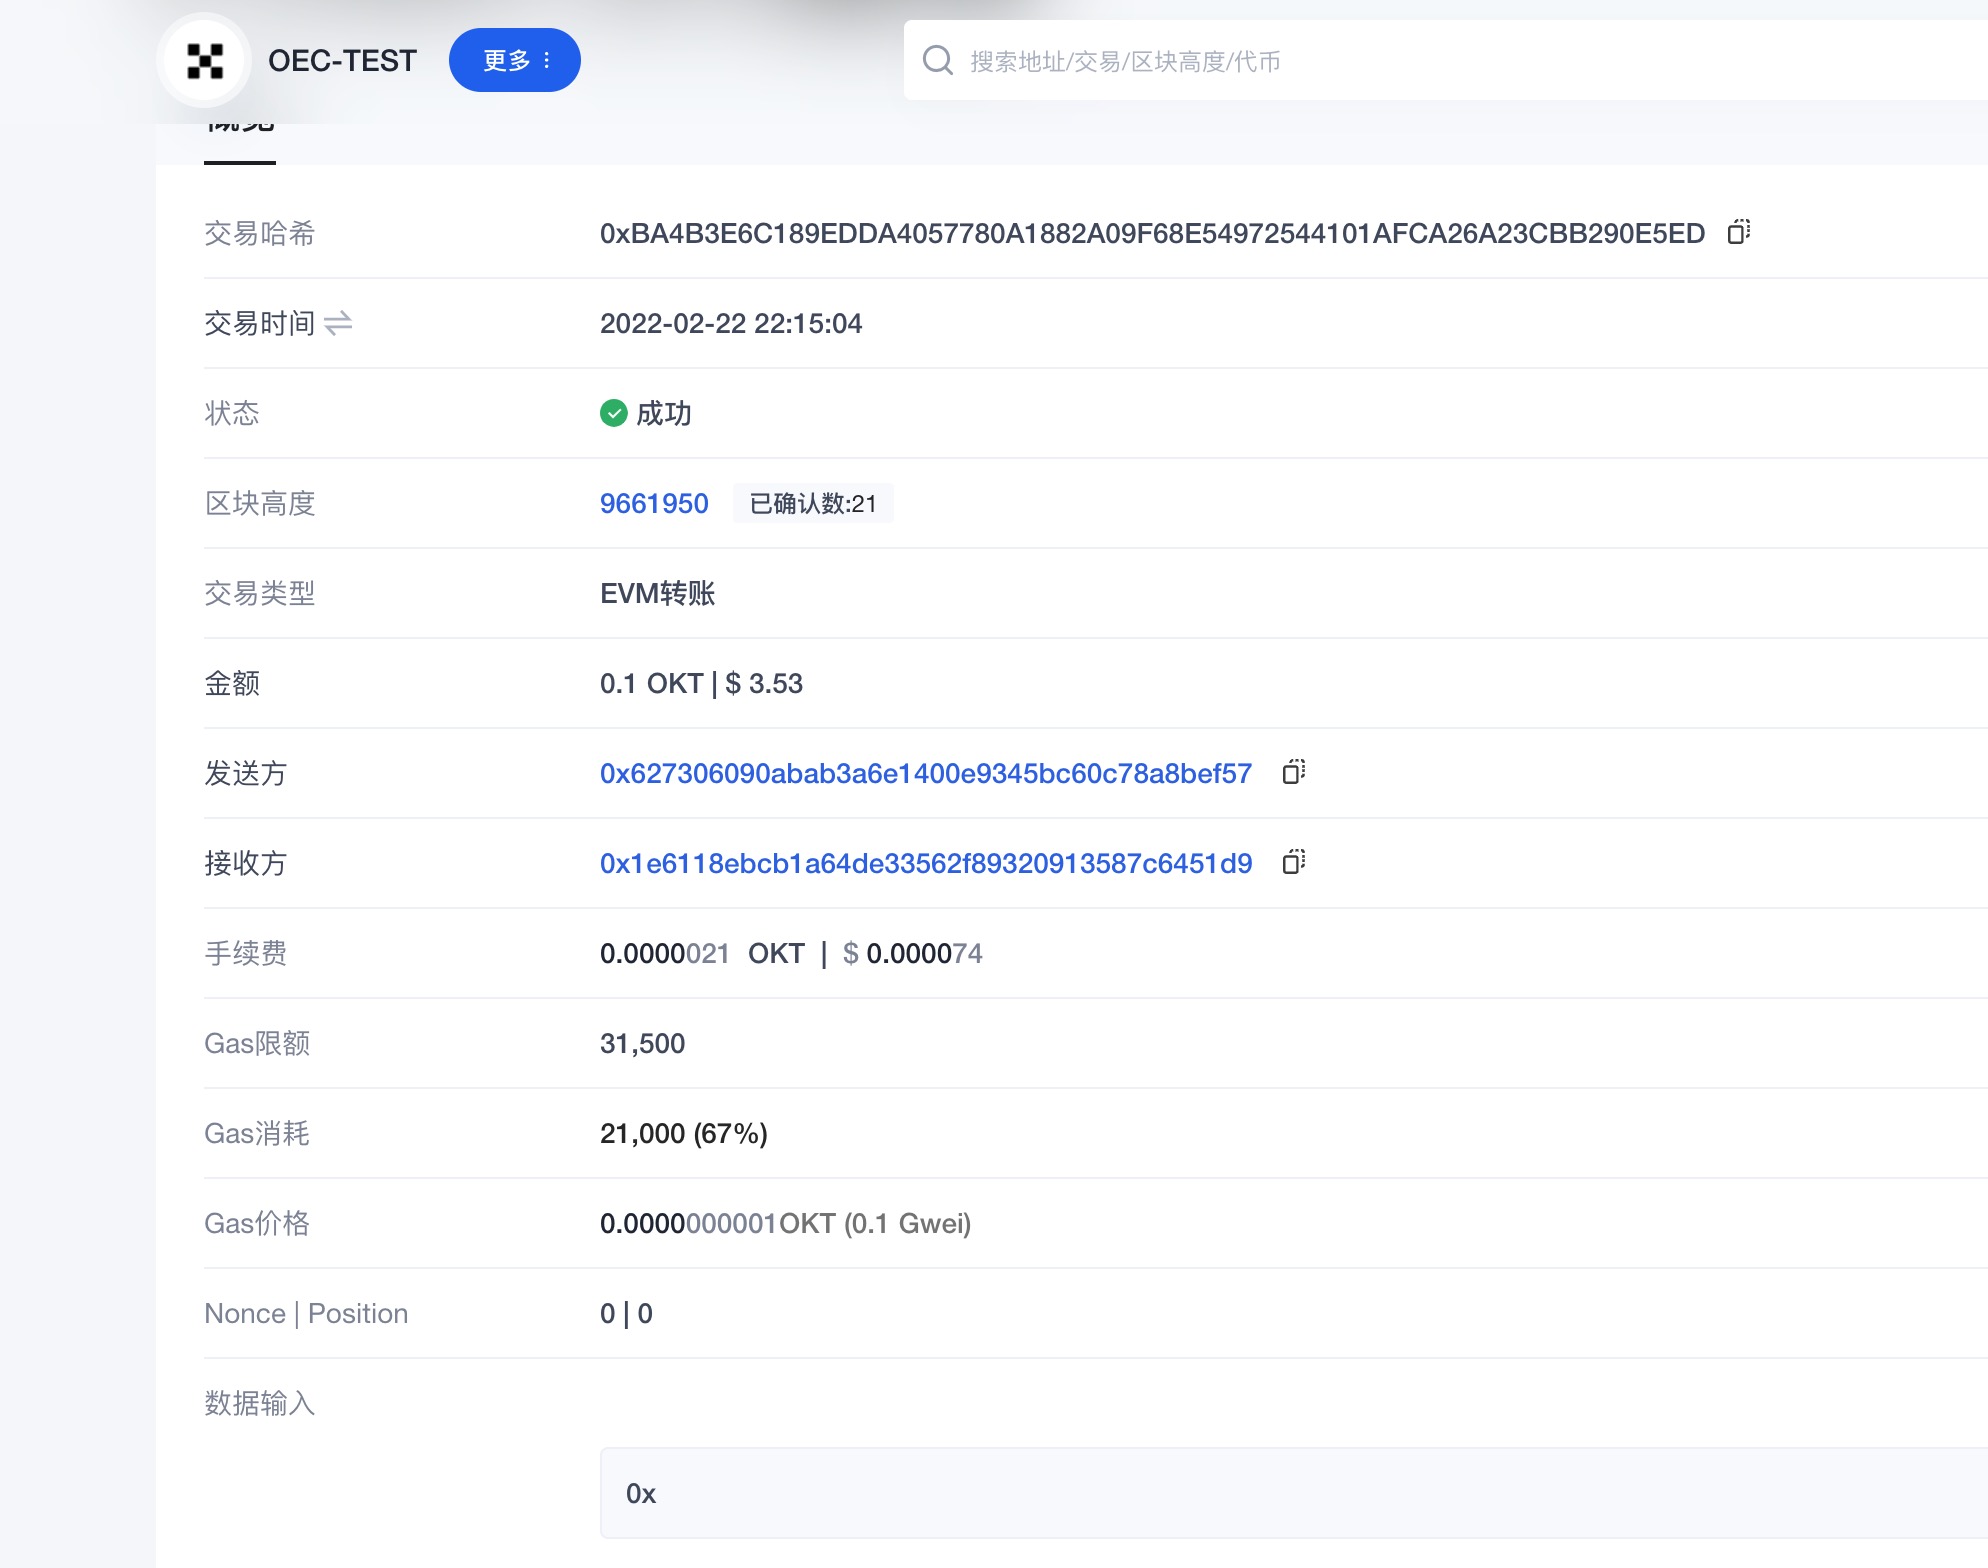 OEC-TEST
更多
搜索地址/交易/区块高度/代币
概览
交易哈希
0xBA4B3E6C189EDDA4057780A1882A09F68E54972544101AFCA26A23CBB290E5ED
交易时间
2022-02-22 22:15:04
状态
成功
区块高度
9661950 已确认数:21
交易类型
EVM转账
金额
0.1 OKT | $ 3.53
发送方
0x627306090abab3a6e1400e9345bc60c78a8bef57
接收方
0x1e6118ebcb1a64de33562f89320913587c6451d9
手续费
0.0000021 OKT | $ 0.000074
Gas限额
31,500
Gas消耗
21,000 (67%)
Gas价格
0.0000000001OKT (0.1 Gwei)
Nonce | Position
0 | 0
数据输入
0x